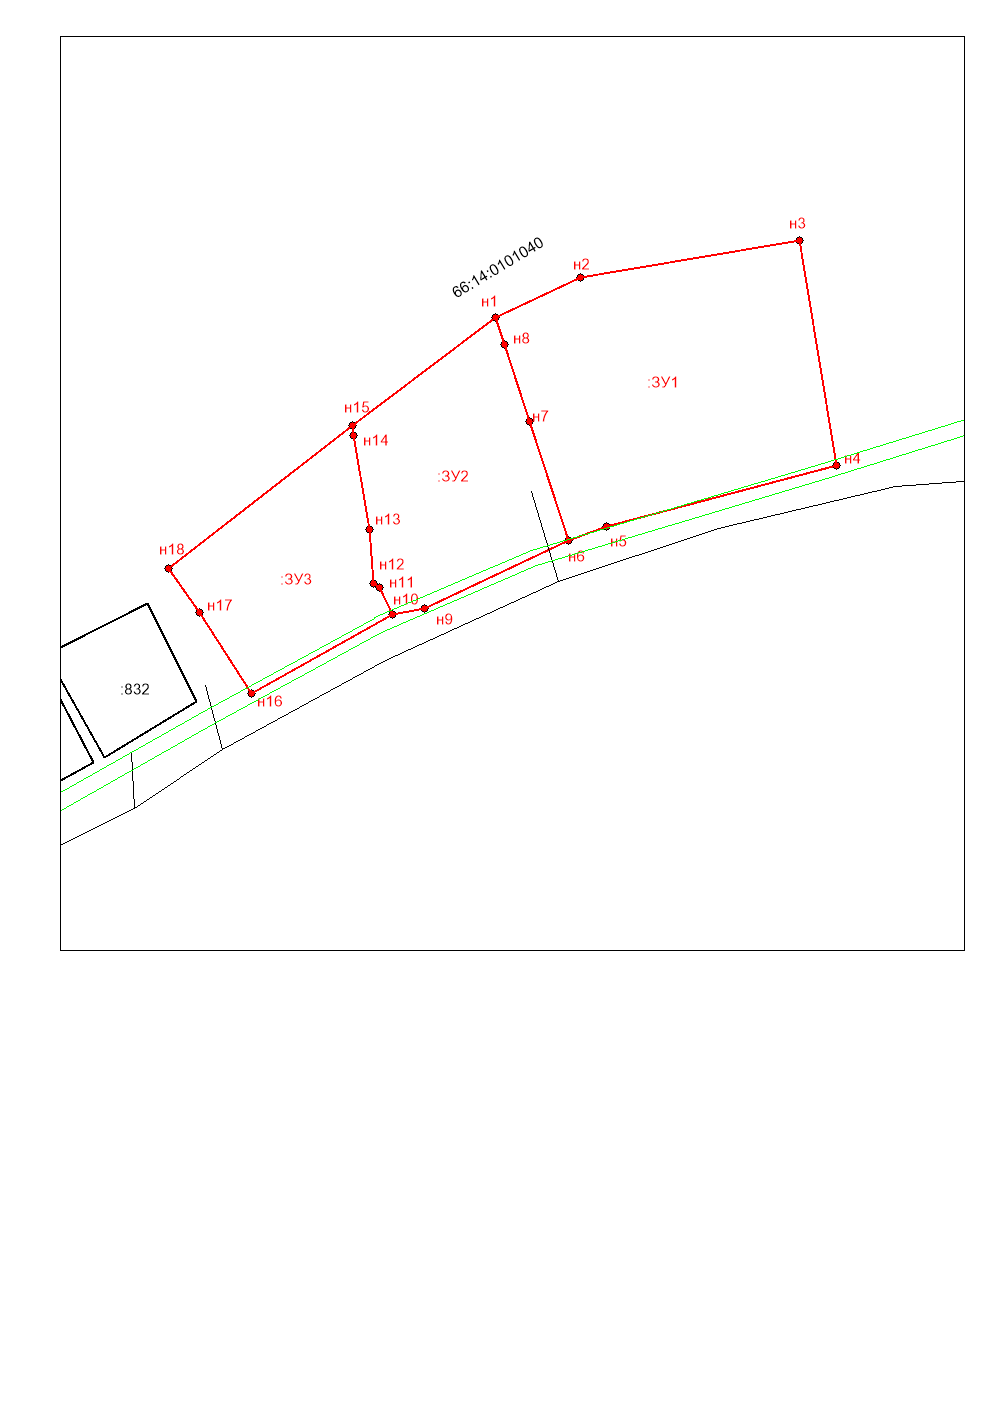 н3
66:14:0101040
н2
н1
н8
:ЗУ1
н15
н7
н14
н4
:ЗУ2
н13
н5
н18
н6
н12
:ЗУ3
н11
н10
н17
н9
:832
н16